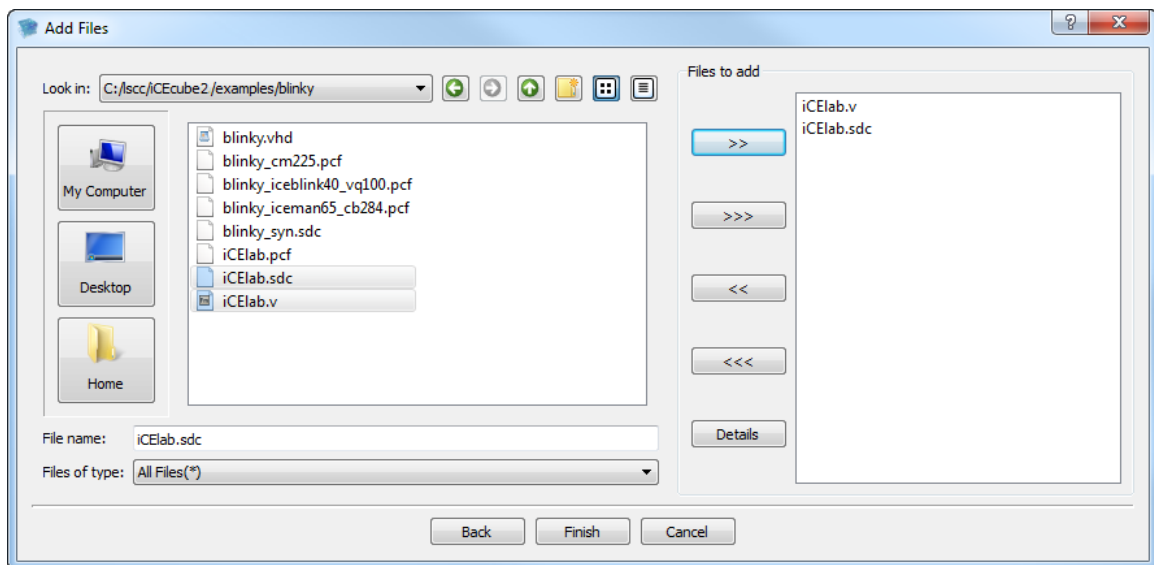 Add Files
Look in: C:/lscc/iCEcube2 /examples/blinky
My Computer
Desktop
Home
blinky.vhd
blinky_cm225.pcf
blinky_iceblink40_vq100.pcf
blinky_iceman65_cb284.pcf
blinky_syn.sdc
iCElab.pcf
iCElab.sdc
iCElab.v
File name: iCElab.sdc
Files of type: All Files(*)
Files to add
>>
>>>
<<
<<<
Details
iCElab.v
iCElab.sdc
Back Finish Cancel